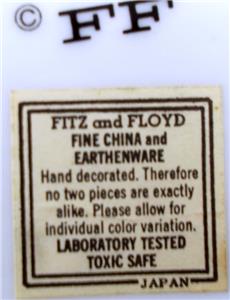 © FF
FITZ and FLOYD
FINE CHINA and
EARTHENWARE
Hand decorated. Therefore
no two pieces are exactly
alike. Please allow for
individual color variation.
LABORATORY TESTED
TOXIC SAFE
JAPAN